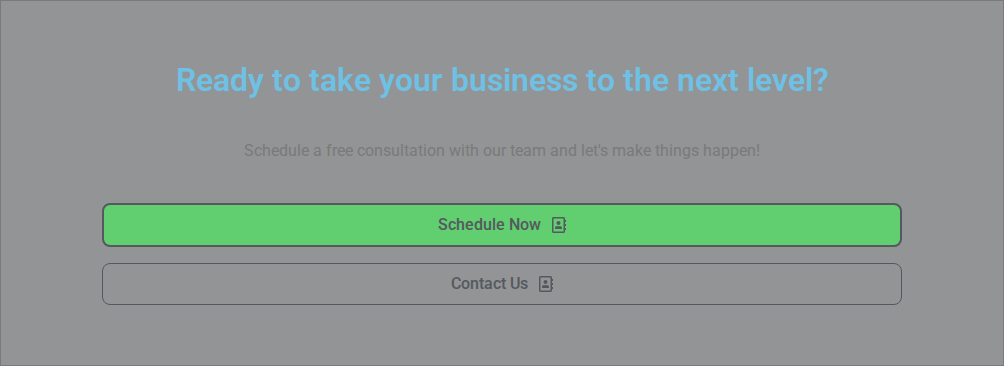 Ready to take your business to the next level?
Schedule a free consultation with our team and let's make things happen!
Schedule Now
Contact Us